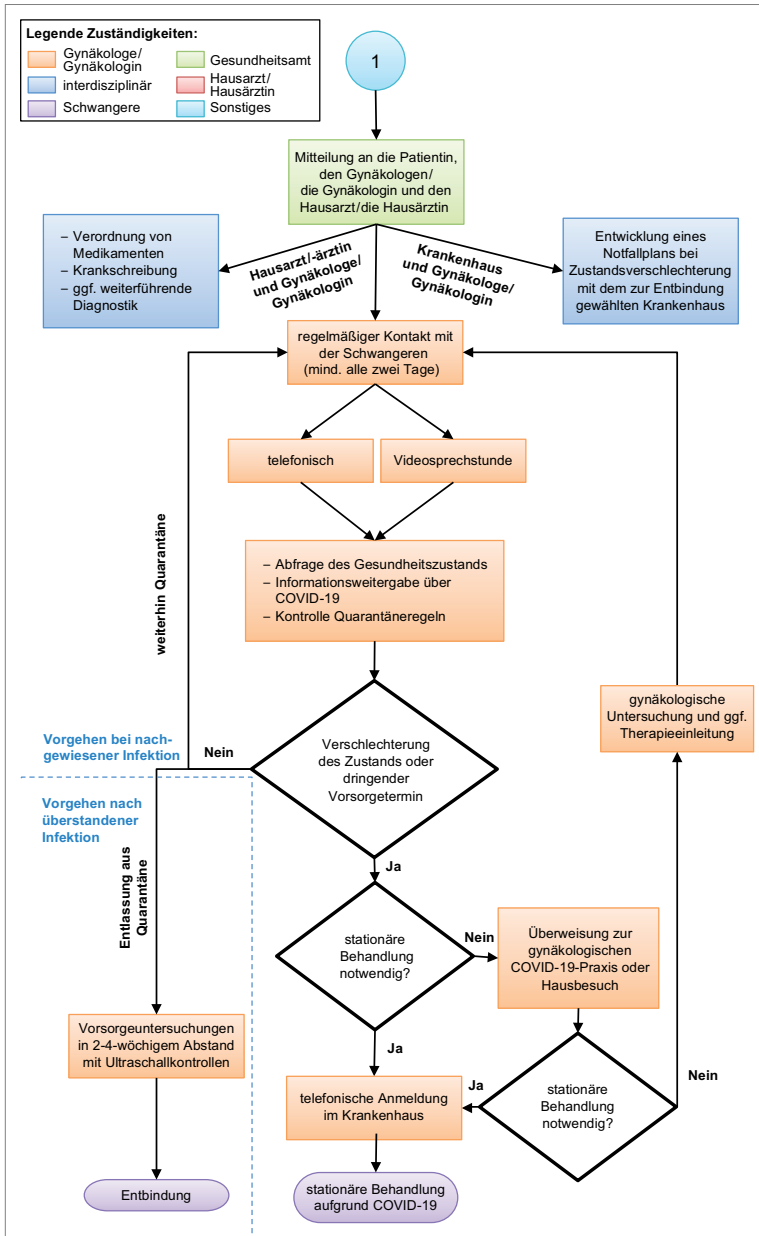 Legende Zuständigkeiten:
Gynäkologe/
Gynäkologin
Gesundheitsamt
interdisziplinär
Hausarzt/
Hausärztin
Schwangere
Sonstiges
1
Mitteilung an die Patientin,
den Gynäkologen/
die Gynäkologin und den
Hausarzt/die Hausärztin
– Verordnung von
Medikamenten
– Krankschreibung
– ggf. weiterführende
Diagnostik
Hausarzt/-ärztin
und Gynäkologe/
Gynäkologin
Krankenhaus
und Gynäkologe/
Gynäkologin
Entwicklung eines
Notfallplans bei
Zustandsverschlechterung
mit dem zur Entbindung
gewählten Krankenhaus
regelmäßiger Kontakt mit
der Schwangeren
(mind. alle zwei Tage)
telefonisch
Videosprechstunde
– Abfrage des Gesundheitszustands
– Informationsweitergabe über
COVID-19
– Kontrolle Quarantäneregeln
weiterhin Quarantäne
Verschlechterung
des Zustands oder
dringender
Vorsorgetermin
Nein
Vorgehen bei nach-
gewiesener Infektion
Vorgehen nach
überstandener
Infektion
gynäkologische
Untersuchung und ggf.
Therapieeinleitung
Ja
Entlassung aus
Quarantäne
stationäre
Behandlung
notwendig?
Nein
Überweisung zur
gynäkologischen
COVID-19-Praxis oder
Hausbesuch
Ja
Vorsorgeuntersuchungen
in 2-4-wöchigem Abstand
mit Ultraschallkontrollen
telefonische Anmeldung
im Krankenhaus
Ja
stationäre
Behandlung
notwendig?
Nein
Entbindung
stationäre Behandlung
aufgrund COVID-19